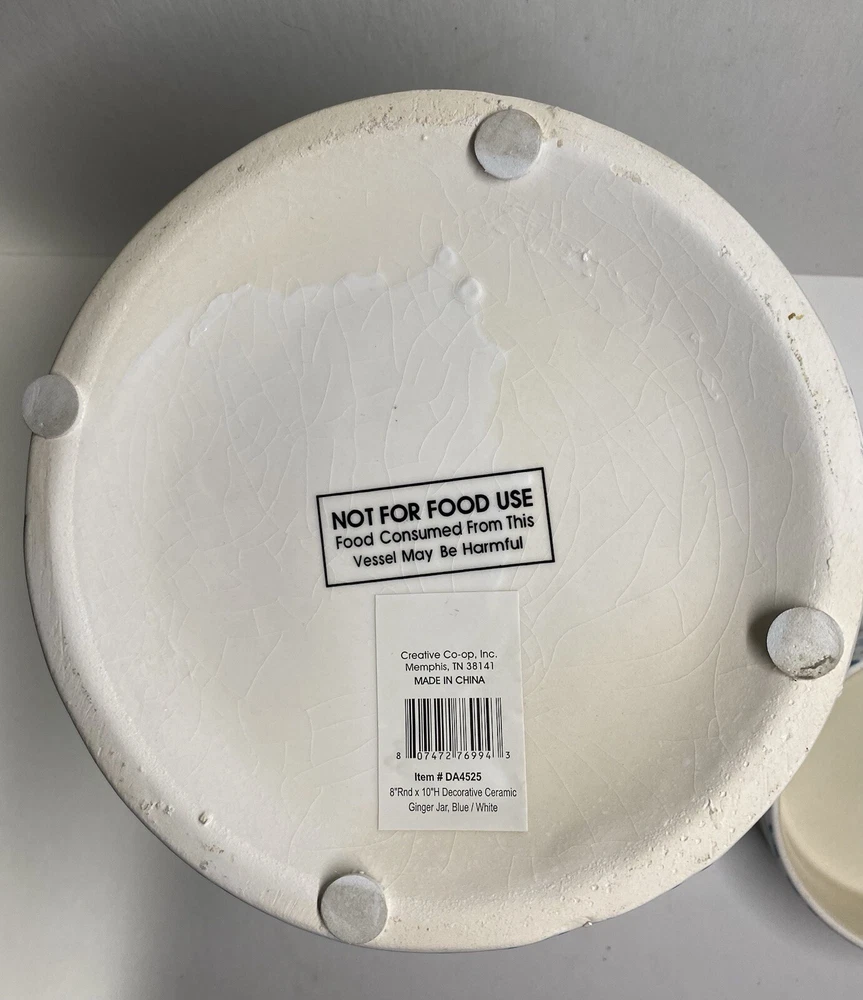 NOT FOR FOOD USE
Food Consumed From This
Vessel May Be Harmful
Creative Co-op, Inc.
Memphis, TN 38141
MADE IN CHINA
8 07472 76994 3
Item # DA4525
8"Rnd x 10"H Decorative Ceramic
Ginger Jar, Blue / White